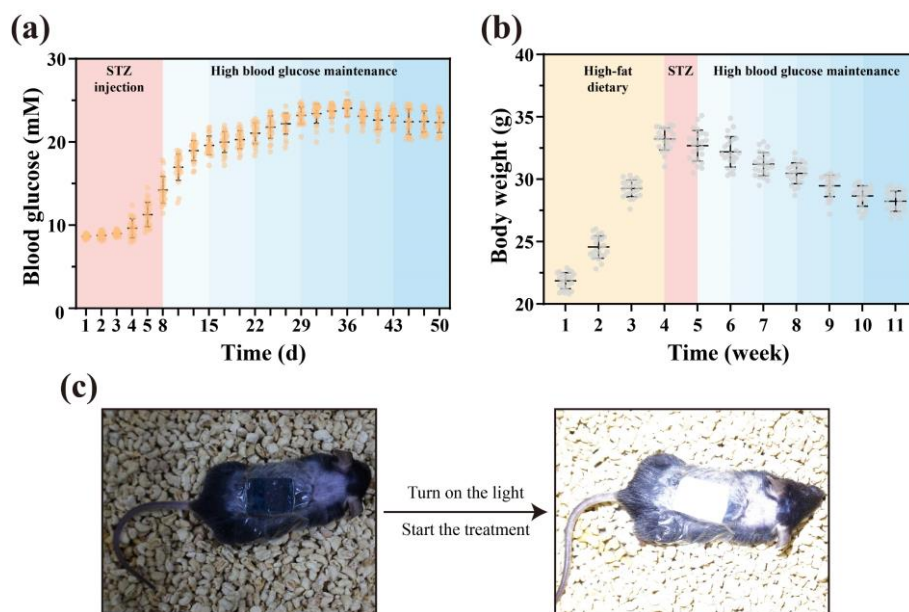 (a)
STZ
injection
High blood glucose maintenance
Blood glucose (mM)
30
20
10
0
1 2 3 4 5 8 15 22 29 36 43 50
Time (d)
(b)
High-fat
dietary
STZ
High blood glucose maintenance
Body weight (g)
40
35
30
25
20
1 2 3 4 5 6 7 8 9 10 11
Time (week)
(c)
Turn on the light
Start the treatment